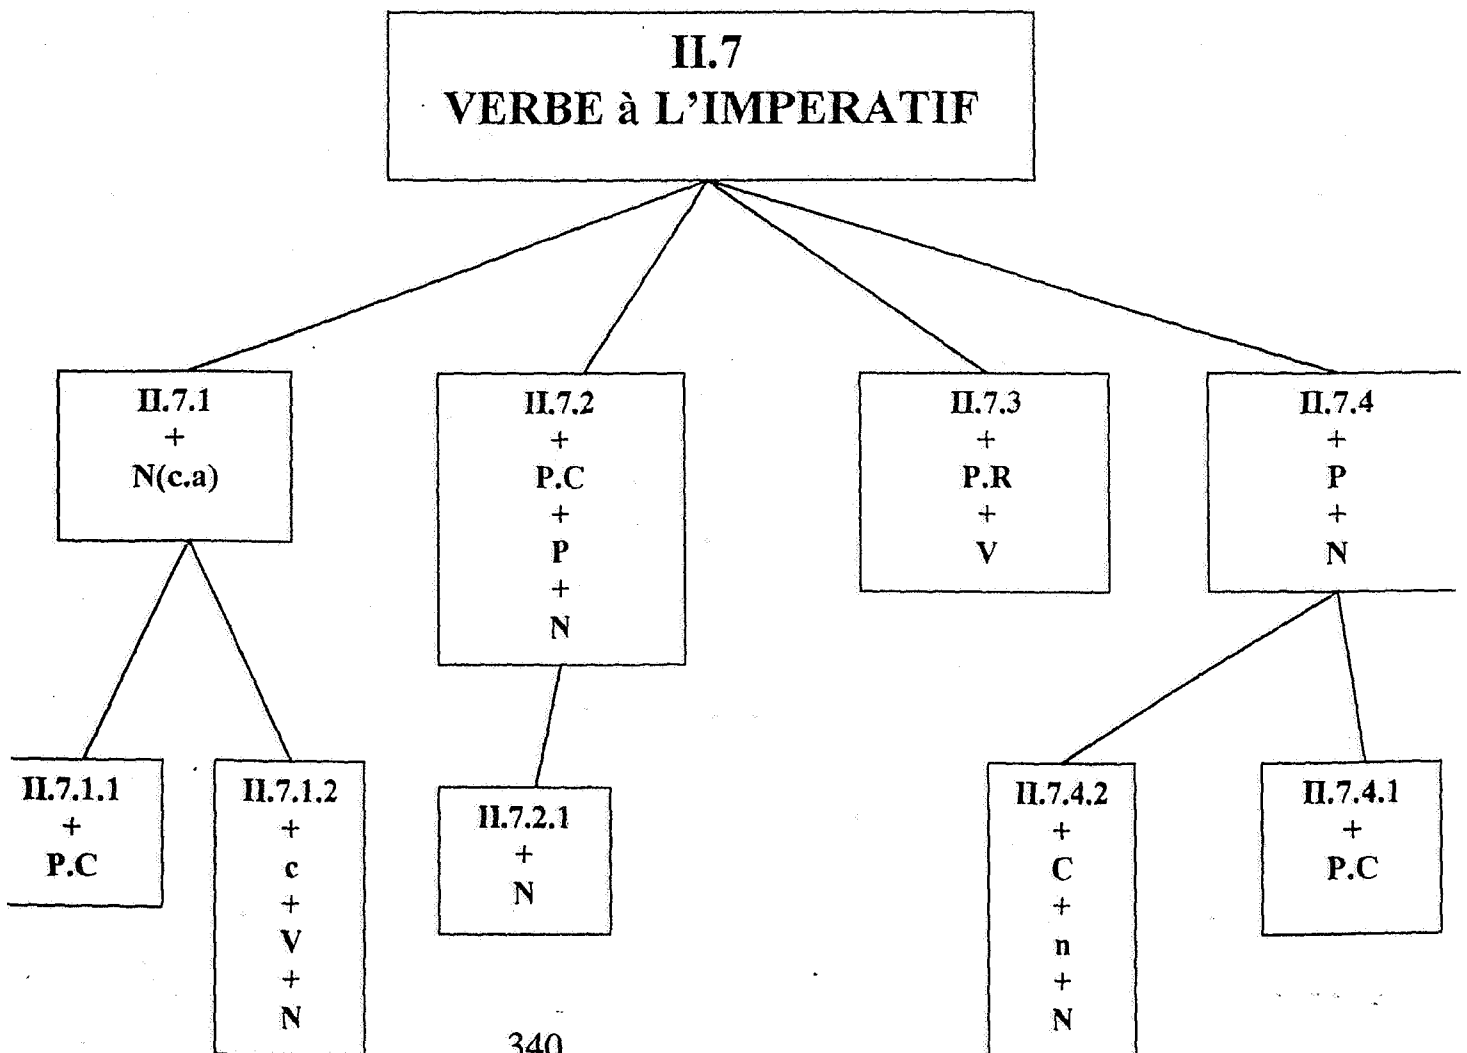 II.7
VERBE à L'IMPERATIF
II.7.1
+
N(c.a)
II.7.2
+
P.C
+
P
+
N
II.7.3
+
P.R
+
V
II.7.4
+
P
+
N
II.7.1.1
+
P.C
II.7.1.2
+
c
+
V
+
N
II.7.2.1
+
N
II.7.4.2
+
C
+
n
+
N
II.7.4.1
+
P.C
340